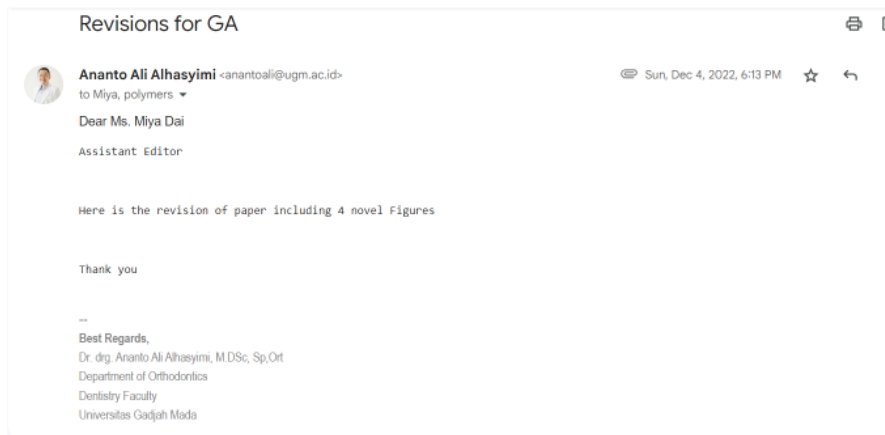 Revisions for GA
Ananto Ali Alhasyimi <anantoali@ugm.ac.id>
Sun, Dec 4, 2022, 6:13 PM
to Miya, polymers
Dear Ms. Miya Dai
Assistant Editor
Here is the revision of paper including 4 novel Figures
Thank you
--
Best Regards,
Dr. drg. Ananto Ali Alhasyimi, M.DSc, Sp,Ort
Department of Orthodontics
Dentistry Faculty
Universitas Gadjah Mada